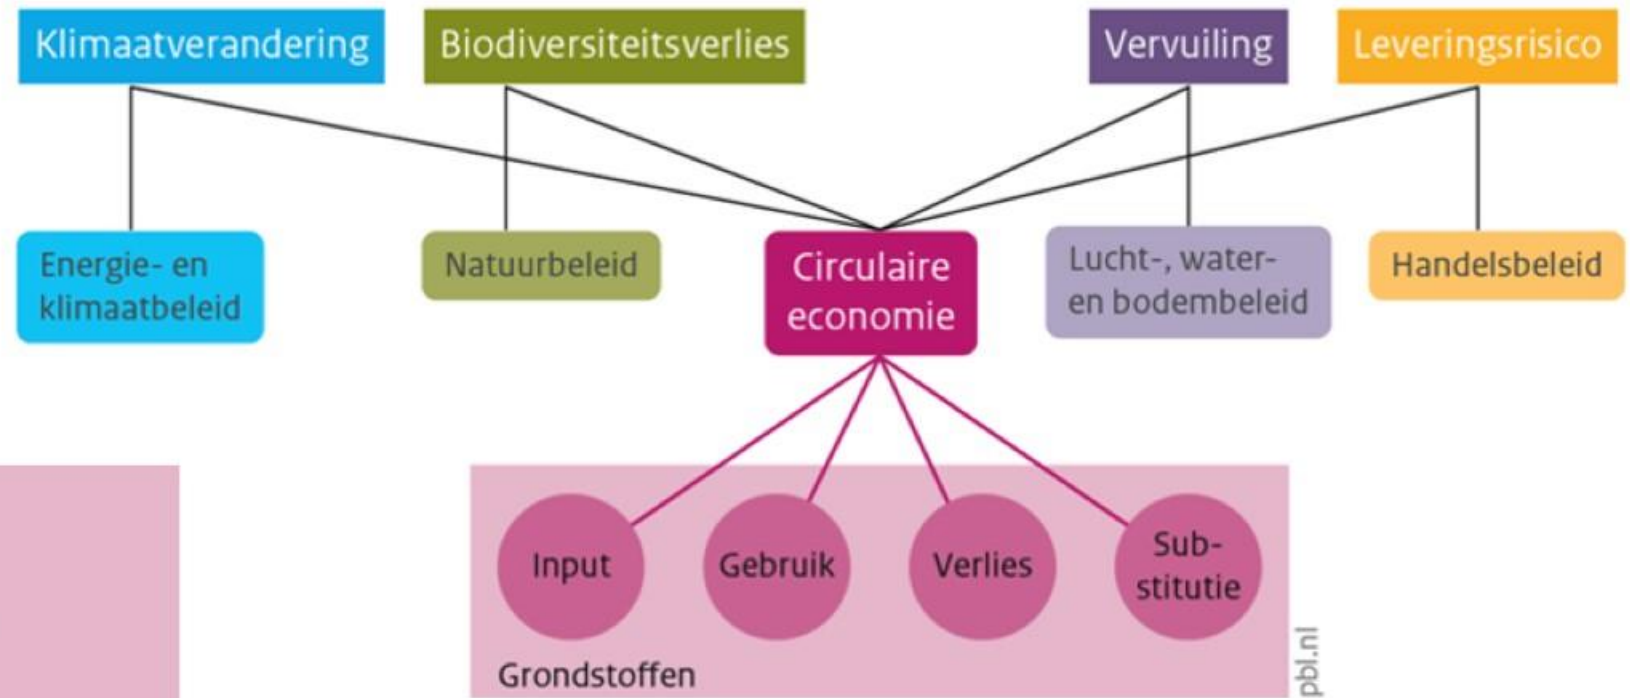 Klimaatverandering
Biodiversiteitsverlies
Vervuiling
Leveringsrisico
Energie- en
klimaatbeleid
Natuurbeleid
Circulaire
economie
Lucht-, water-
en bodembeleid
Handelsbeleid
Input
Gebruik
Verlies
Sub-
stitutie
Grondstoffen
pbl.nl